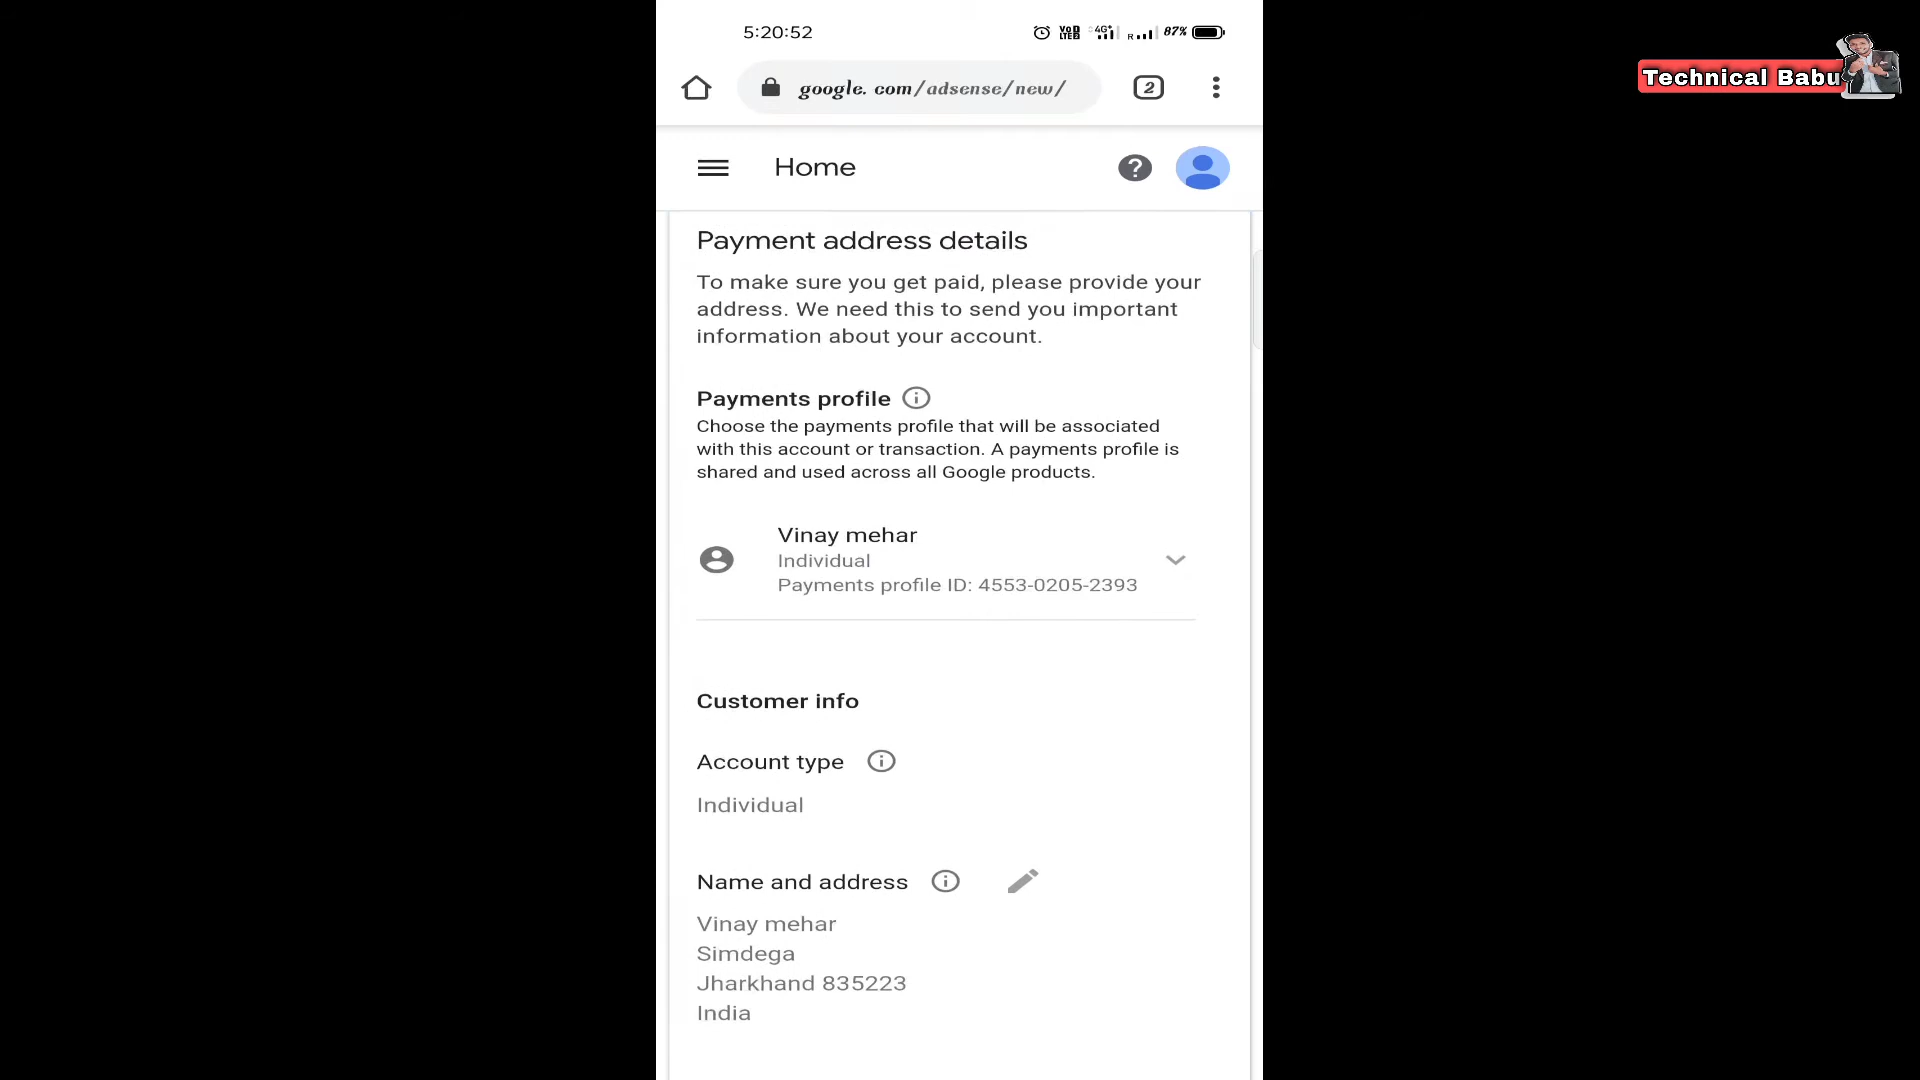 5:20:52
VoD LTE2 4G+ R 87%
google. com/adsense/new/
2
Technical Babu
Home
Payment address details
To make sure you get paid, please provide your
address. We need this to send you important
information about your account.
Payments profile
Choose the payments profile that will be associated
with this account or transaction. A payments profile is
shared and used across all Google products.
Vinay mehar
Individual
Payments profile ID: 4553-0205-2393
Customer info
Account type
Individual
Name and address
Vinay mehar
Simdega
Jharkhand 835223
India